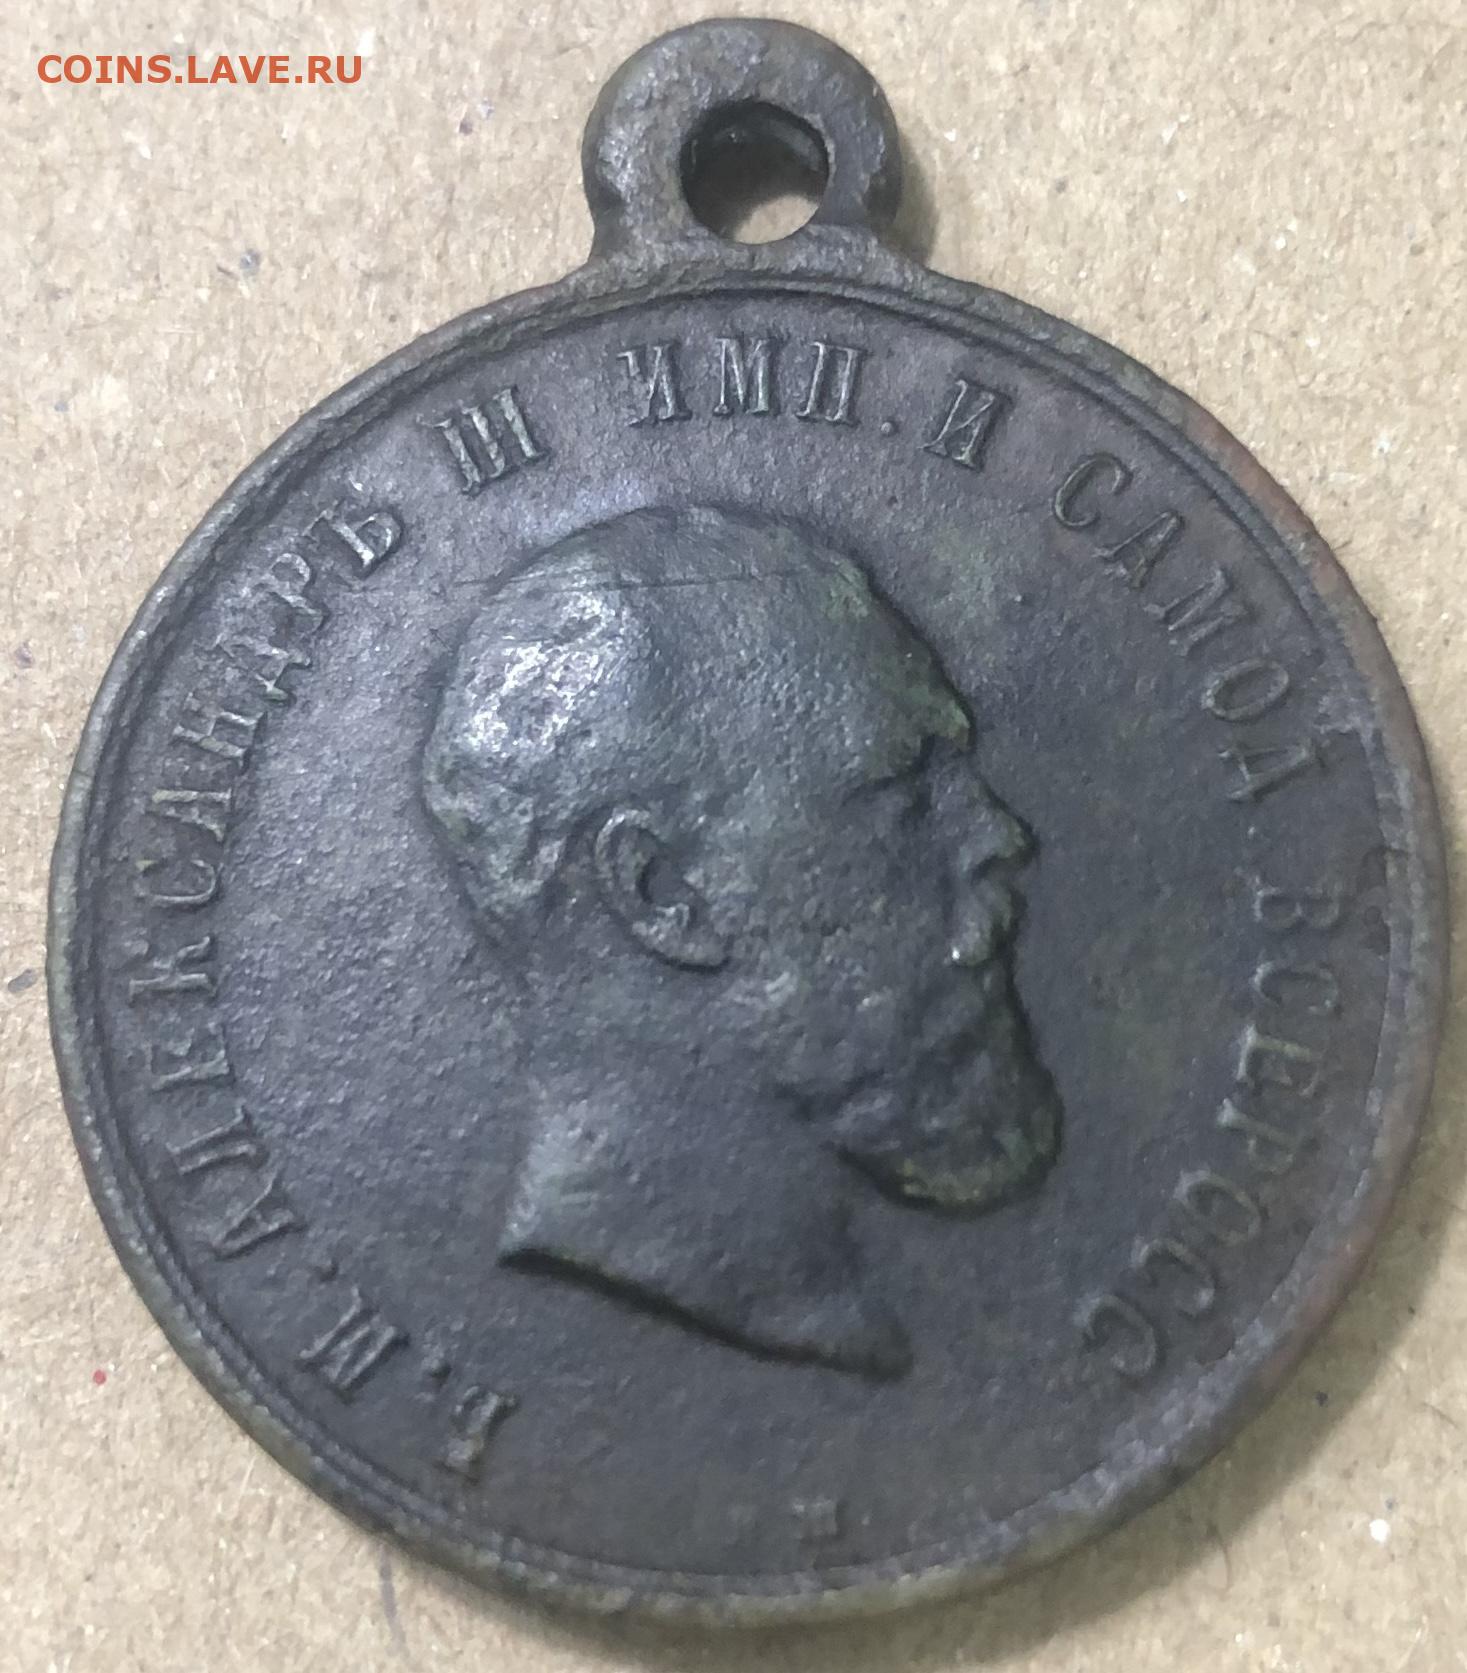 COINS.LAVE.RU
Б. М. АЛЕКСАНДРЪ III ИМП. И САМОД. ВСЕРОСС